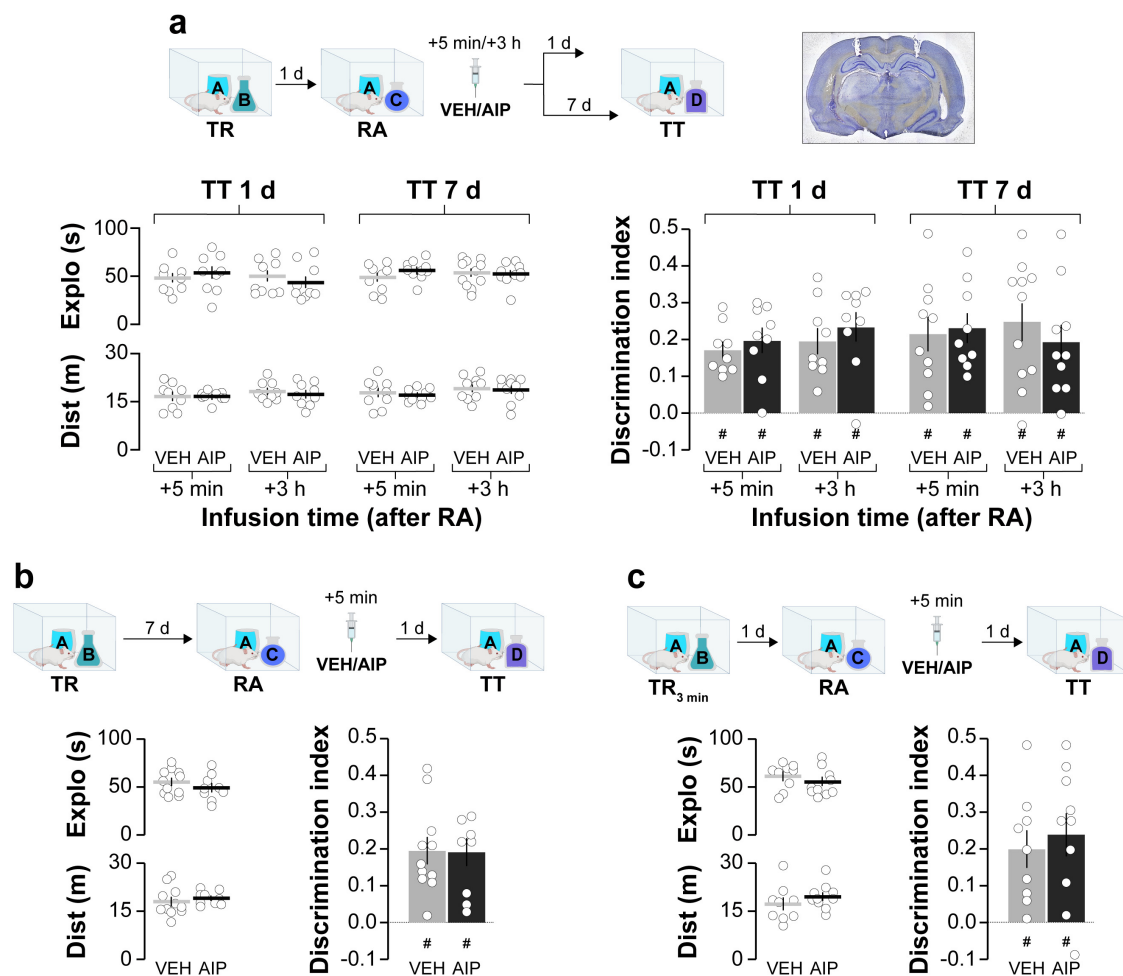 a
+5 min/+3 h
1 d
1 d
7 d
A
B
A
C
A
D
VEH/AIP
TR
RA
TT
TT 1 d
TT 7 d
Explo (s)
100
50
0
Dist (m)
30
15
0
VEH AIP
VEH AIP
VEH AIP
VEH AIP
+5 min
+3 h
+5 min
+3 h
Infusion time (after RA)
TT 1 d
TT 7 d
Discrimination index
0.5
0.4
0.3
0.2
0.1
0.0
-0.1
# # # # # # # #
VEH AIP
VEH AIP
VEH AIP
VEH AIP
+5 min
+3 h
+5 min
+3 h
Infusion time (after RA)
b
+5 min
7 d
1 d
A
B
A
C
A
D
VEH/AIP
TR
RA
TT
Explo (s)
100
50
0
Dist (m)
30
15
0
VEH AIP
Discrimination index
0.5
0.4
0.3
0.2
0.1
0.0
-0.1
# #
VEH AIP
c
+5 min
1 d
1 d
A
B
A
C
A
D
VEH/AIP
TR3 min
RA
TT
Explo (s)
100
50
0
Dist (m)
30
15
0
VEH AIP
Discrimination index
0.5
0.4
0.3
0.2
0.1
0.0
-0.1
# #
VEH AIP